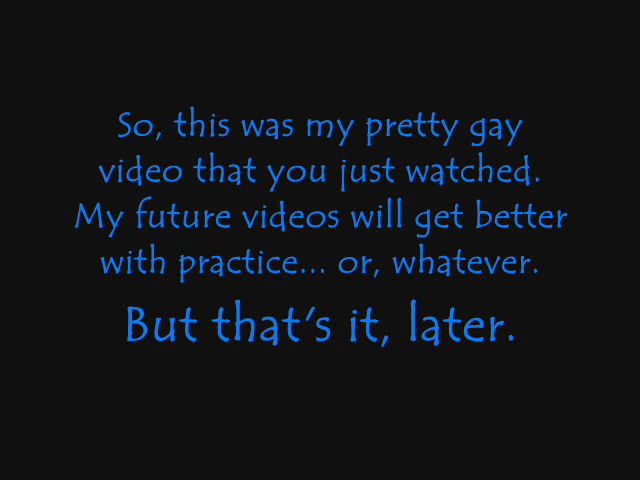 So, this was my pretty gay
video that you just watched.
My future videos will get better
with practice... or, whatever.
But that's it, later.